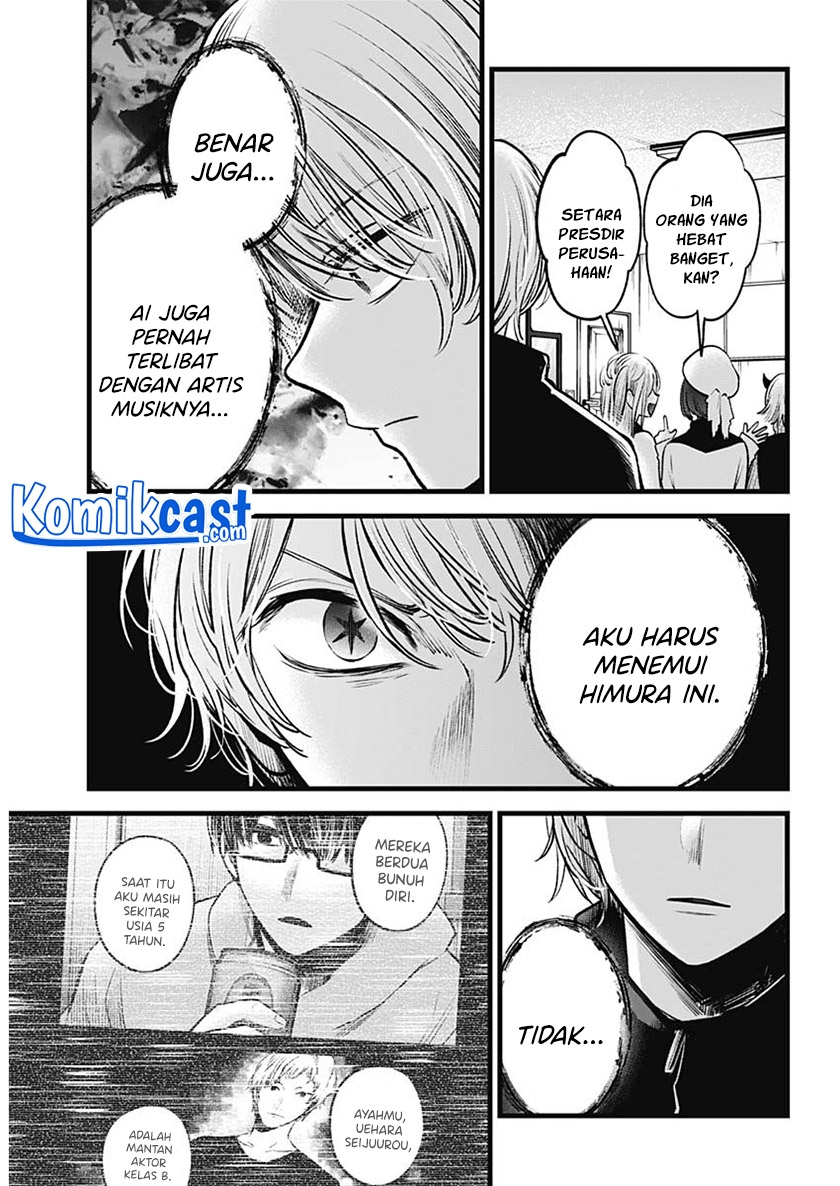 DIA
ORANG YANG
HEBAT
BANGET,
KAN?
SETARA
PRESDIR
PERUSA-
HAAN!
BENAR
JUGA...
AI JUGA
PERNAH
TERLIBAT
DENGAN ARTIS
MUSIKNYA...
Komikcast
.com
AKU HARUS
MENEMUI
HIMURA INI.
TIDAK...
MEREKA
BERDUA
BUNUH
DIRI.
SAAT ITU
AKU MASIH
SEKITAR
USIA 5
TAHUN.
AYAHMU,
UEHARA
SEIJUUROU,
ADALAH
MANTAN
AKTOR
KELAS B.